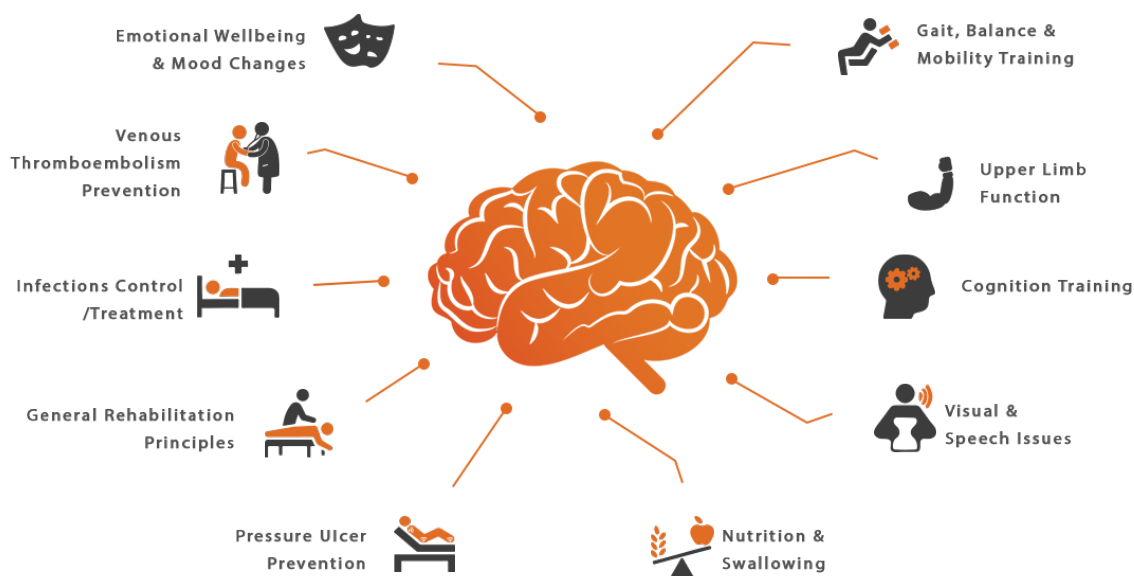 Emotional Wellbeing
& Mood Changes
Gait, Balance &
Mobility Training
Venous
Thromboembolism
Prevention
Upper Limb
Function
Infections Control
/Treatment
Cognition Training
General Rehabilitation
Principles
Visual &
Speech Issues
Pressure Ulcer
Prevention
Nutrition &
Swallowing